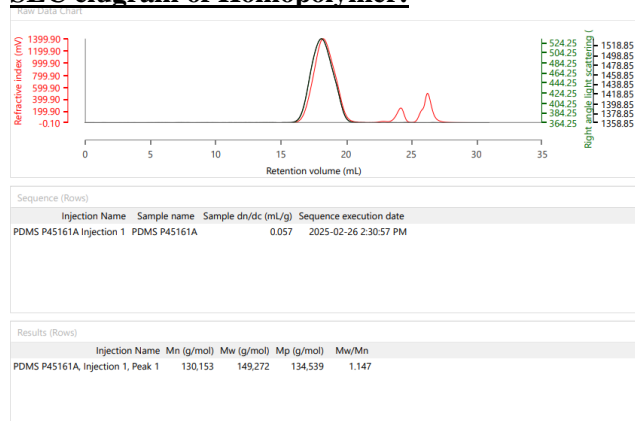 SEC elugram of Homopolymer:
Raw Data Chart
Refractive index (mV)
1399.90
1199.90
999.90
799.90
599.90
399.90
199.90
-0.10
524.25
504.25
484.25
464.25
444.25
424.25
404.25
384.25
364.25
Right angle light scattering (
1518.85
1498.85
1478.85
1458.85
1438.85
1418.85
1398.85
1378.85
1358.85
0 5 10 15 20 25 30 35
Retention volume (mL)
Sequence (Rows)
Injection Name Sample name Sample dn/dc (mL/g) Sequence execution date
PDMS P45161A Injection 1 PDMS P45161A 0.057 2025-02-26 2:30:57 PM
Results (Rows)
Injection Name Mn (g/mol) Mw (g/mol) Mp (g/mol) Mw/Mn
PDMS P45161A, Injection 1, Peak 1 130,153 149,272 134,539 1.147